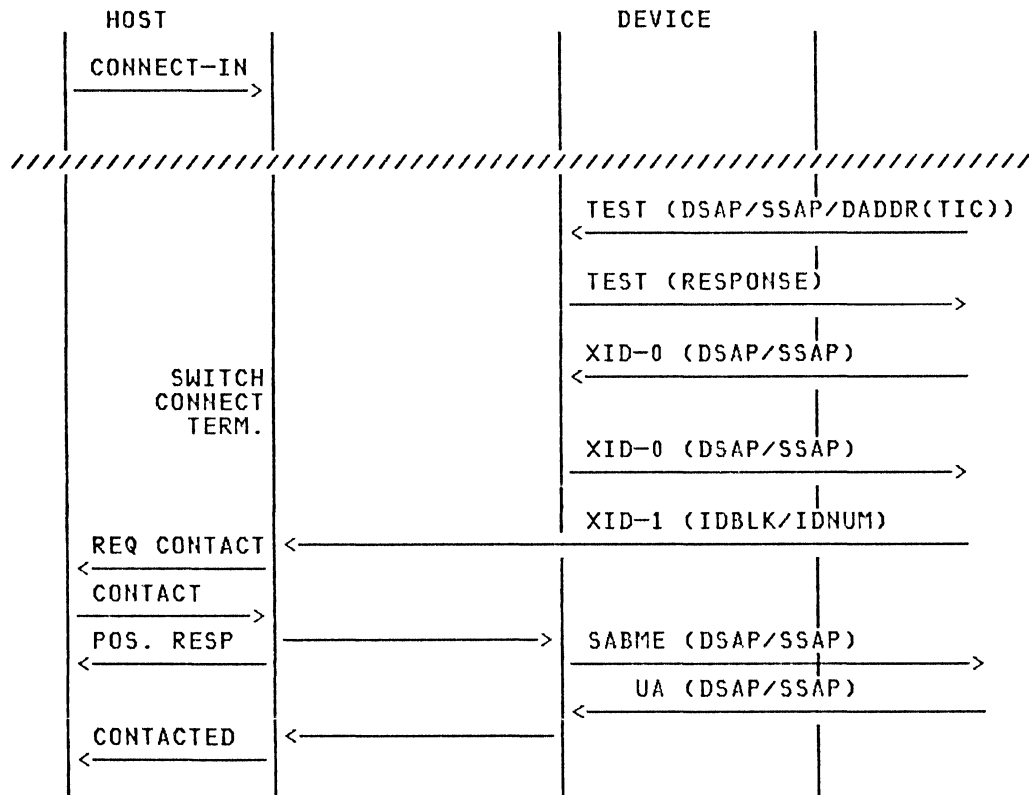 HOST DEVICE
CONNECT-IN
TEST (DSAP/SSAP/DADDR(TIC))
TEST (RESPONSE)
XID-0 (DSAP/SSAP)
SWITCH
CONNECT
TERM.
XID-0 (DSAP/SSAP)
XID-1 (IDBLK/IDNUM)
REQ CONTACT
CONTACT
POS. RESP SABME (DSAP/SSAP)
UA (DSAP/SSAP)
CONTACTED